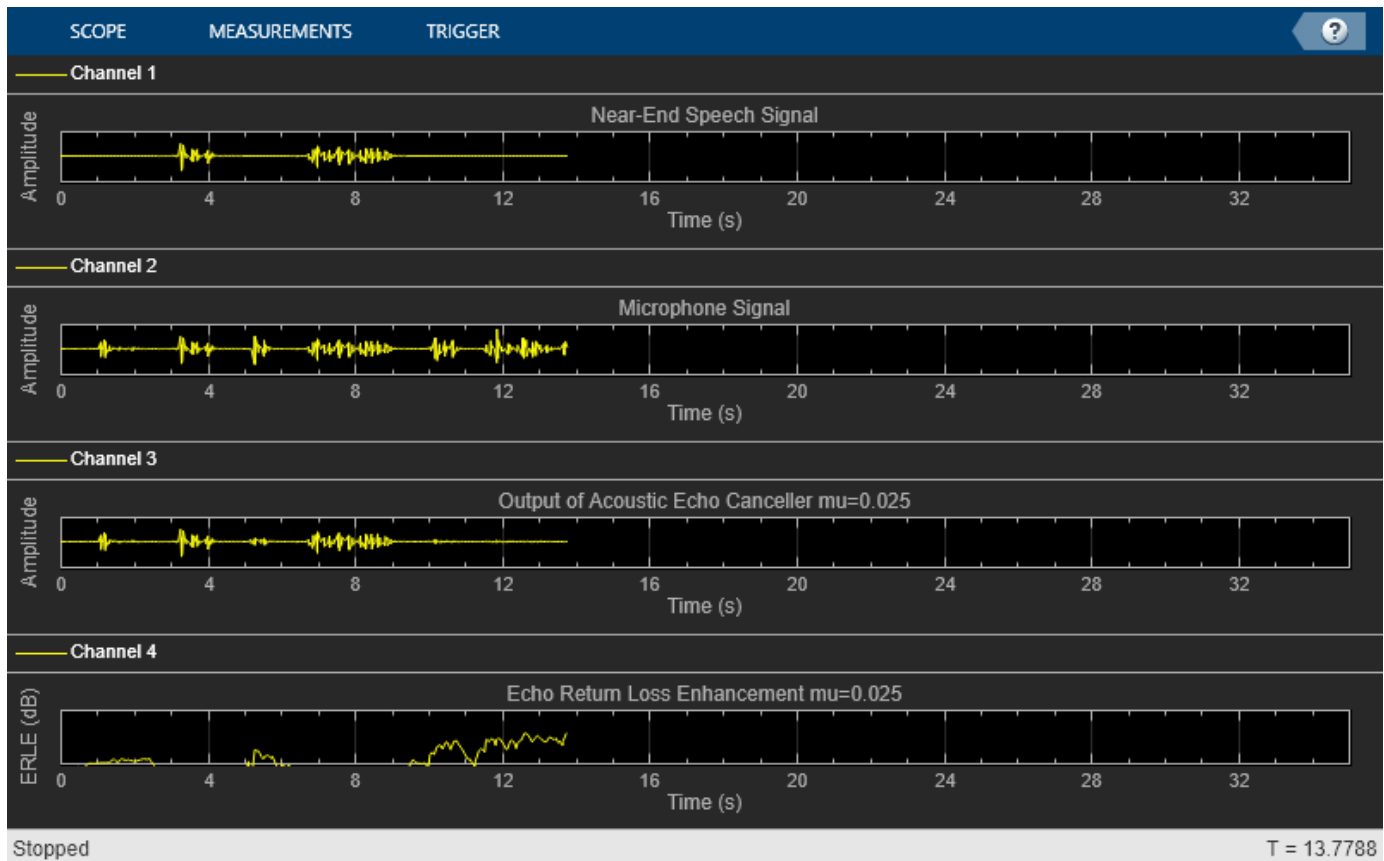 SCOPE MEASUREMENTS TRIGGER ?
Channel 1
Near-End Speech Signal
Amplitude
0 4 8 12 16 20 24 28 32
Time (s)
Channel 2
Microphone Signal
Amplitude
0 4 8 12 16 20 24 28 32
Time (s)
Channel 3
Output of Acoustic Echo Canceller mu=0.025
Amplitude
0 4 8 12 16 20 24 28 32
Time (s)
Channel 4
Echo Return Loss Enhancement mu=0.025
ERLE (dB)
0 4 8 12 16 20 24 28 32
Time (s)
Stopped T = 13.7788